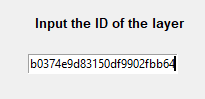 Input the ID of the layer
b0374e9d83150df9902fbb64